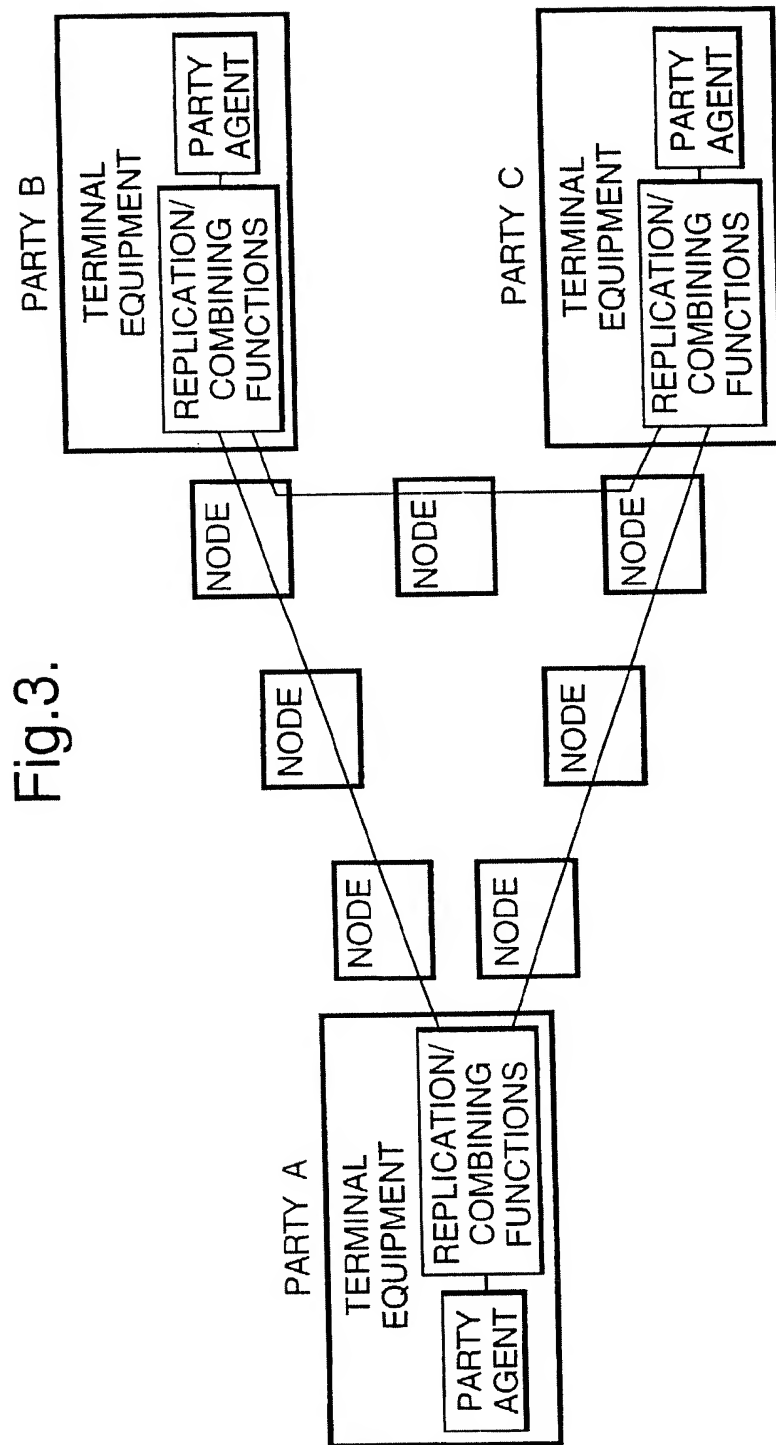 Fig.3.
PARTY A
TERMINAL
EQUIPMENT
PARTY
AGENT
REPLICATION/
COMBINING
FUNCTIONS
NODE
NODE
NODE
NODE
NODE
NODE
NODE
PARTY B
TERMINAL
EQUIPMENT
REPLICATION/
COMBINING
FUNCTIONS
PARTY
AGENT
PARTY C
TERMINAL
EQUIPMENT
REPLICATION/
COMBINING
FUNCTIONS
PARTY
AGENT